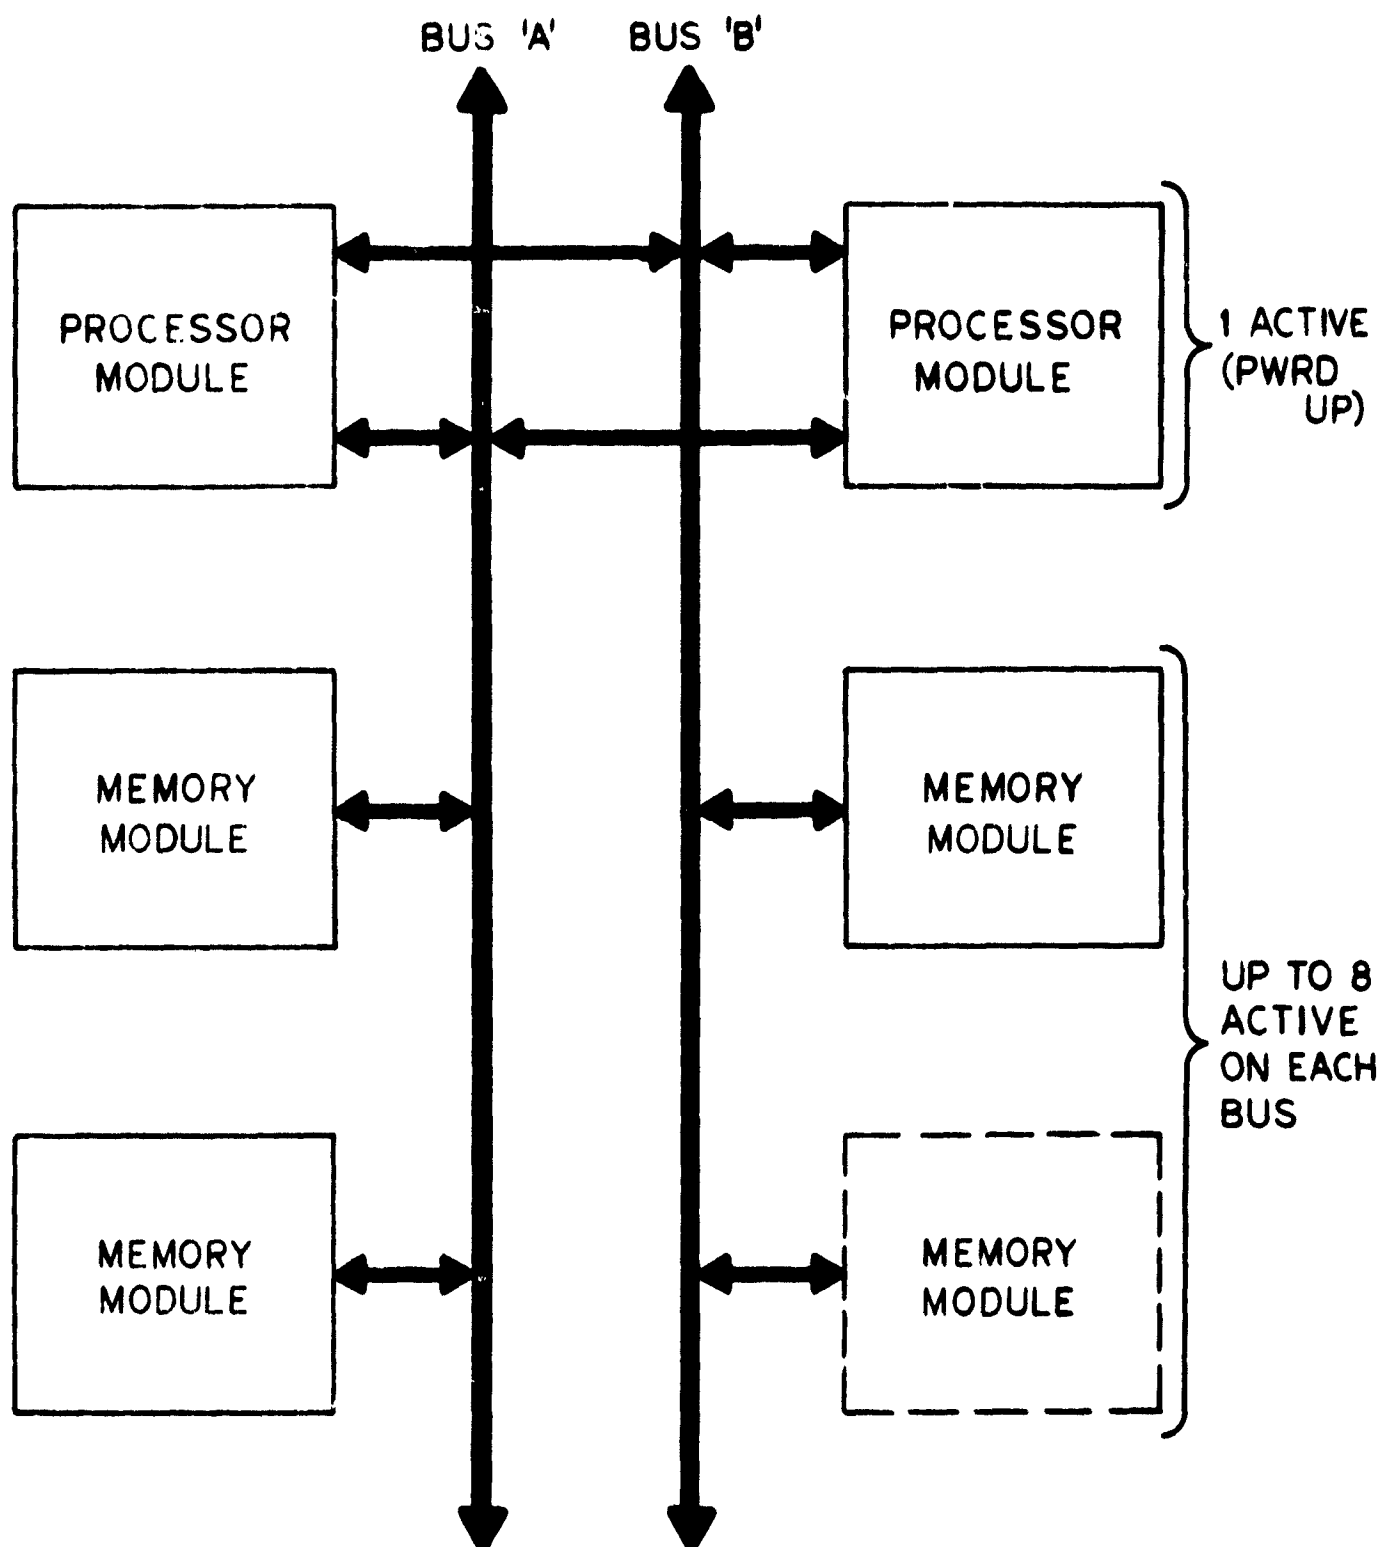 BUS 'A' BUS 'B'
PROCESSOR
MODULE
PROCESSOR
MODULE
1 ACTIVE
(PWRD
UP)
MEMORY
MODULE
MEMORY
MODULE
UP TO 8
ACTIVE
ON EACH
BUS
MEMORY
MODULE
MEMORY
MODULE